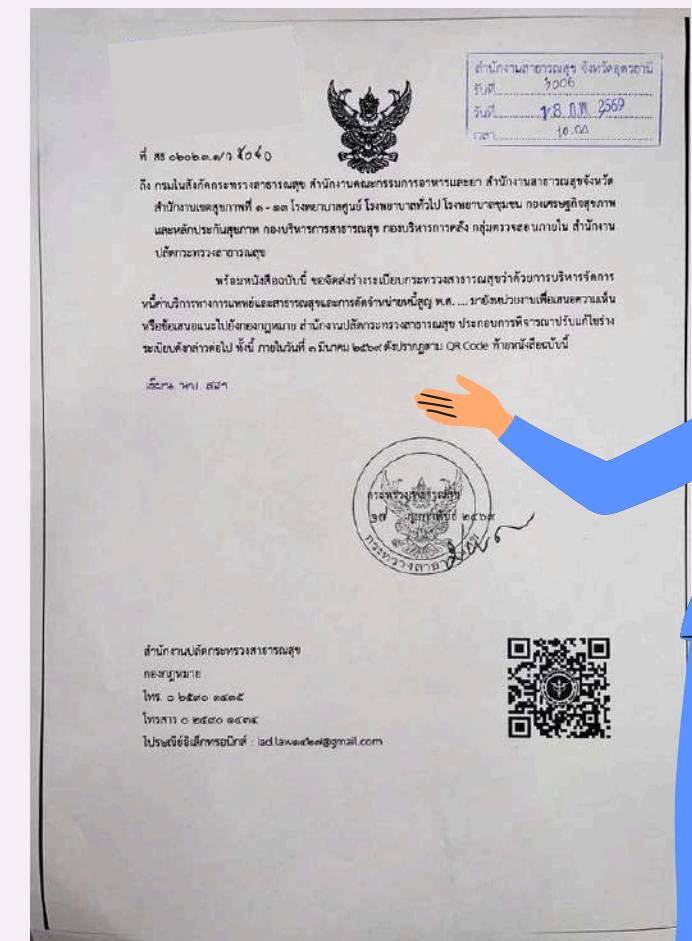 สำนักงานสาธารณสุข จังหวัดอุดรธานี
รับที่
วันที่ 18 ก.พ. 2569
เวลา
ที่ สธ ๐๒๐๒.๓.๑/ว
ถึง กรมในสังกัดกระทรวงสาธารณสุข สำนักงานคณะกรรมการอาหารและยา สำนักงานสาธารณสุขจังหวัด
สำนักงานเขตสุขภาพที่ ๑ - ๑๓ โรงพยาบาลศูนย์ โรงพยาบาลทั่วไป โรงพยาบาลชุมชน กองเศรษฐกิจสุขภาพ
และหลักประกันสุขภาพ กองบริหารการสาธารณสุข กองบริหารการคลัง กลุ่มตรวจสอบภายใน สำนักงาน
ปลัดกระทรวงสาธารณสุข
พร้อมหนังสือฉบับนี้ ขอจัดส่งร่างระเบียบกระทรวงสาธารณสุขว่าด้วยการบริหารจัดการ
หนี้ค่าบริการทางการแพทย์และสาธารณสุขและการตัดจำหน่ายหนี้สูญ พ.ศ. .... มายังหน่วยงานเพื่อเสนอความเห็น
หรือข้อเสนอแนะไปยังกองกฎหมาย สำนักงานปลัดกระทรวงสาธารณสุข ประกอบการพิจารณาปรับแก้ไขร่าง
ระเบียบดังกล่าวต่อไป ทั้งนี้ ภายในวันที่ ๓ มีนาคม ๒๕๖๙ ดังปรากฏตาม QR Code ท้ายหนังสือฉบับนี้
เรียน
กระทรวงสาธารณสุข
๑๗ กุมภาพันธ์ ๒๕๖๙
กระทรวงสาธารณสุข
สำนักงานปลัดกระทรวงสาธารณสุข
กองกฎหมาย
โทร. ๐ ๒๕๙๐
โทรสาร ๐ ๒๕๙๐
ไปรษณีย์อิเล็กทรอนิกส์ :